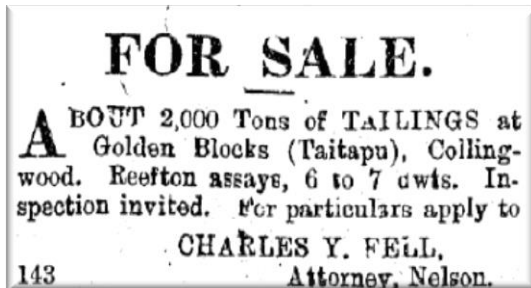 FOR SALE.
ABOUT 2,000 Tons of TAILINGS at
Golden Blocks (Taitapu), Colling-
wood. Reefton assays, 6 to 7 dwts. In-
spection invited. For particulars apply to
CHARLES Y. FELL,
143 Attorney, Nelson.